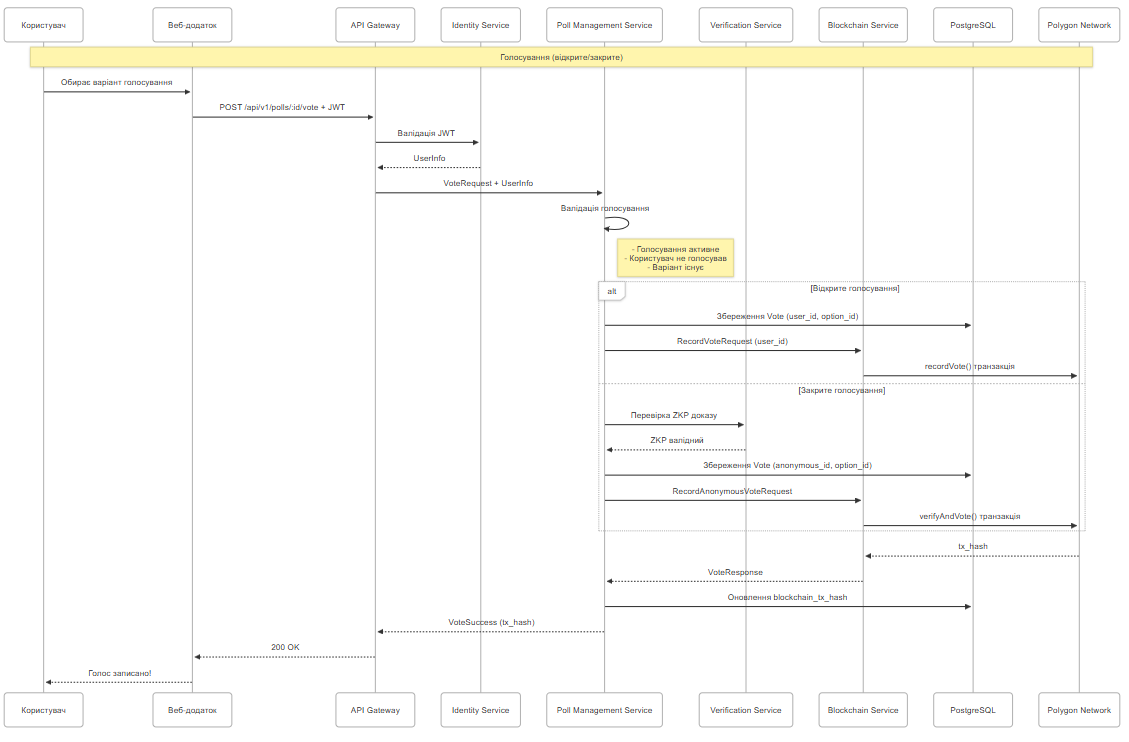 Користувач
Веб-додаток
API Gateway
Identity Service
Poll Management Service
Verification Service
Blockchain Service
PostgreSQL
Polygon Network
Голосування (відкрите/закрите)
Обирає варіант голосування
POST /api/v1/polls/:id/vote + JWT
Валідація JWT
UserInfo
VoteRequest + UserInfo
Валідація голосування
- Голосування активне
- Користувач не голосував
- Варіант існує
alt
[Відкрите голосування]
Збереження Vote (user_id, option_id)
RecordVoteRequest (user_id)
recordVote() транзакція
[Закрите голосування]
Перевірка ZKP доказу
ZKP валідний
Збереження Vote (anonymous_id, option_id)
RecordAnonymousVoteRequest
verifyAndVote() транзакція
tx_hash
VoteResponse
Оновлення blockchain_tx_hash
VoteSuccess (tx_hash)
200 OK
Голос записано!
Користувач
Веб-додаток
API Gateway
Identity Service
Poll Management Service
Verification Service
Blockchain Service
PostgreSQL
Polygon Network